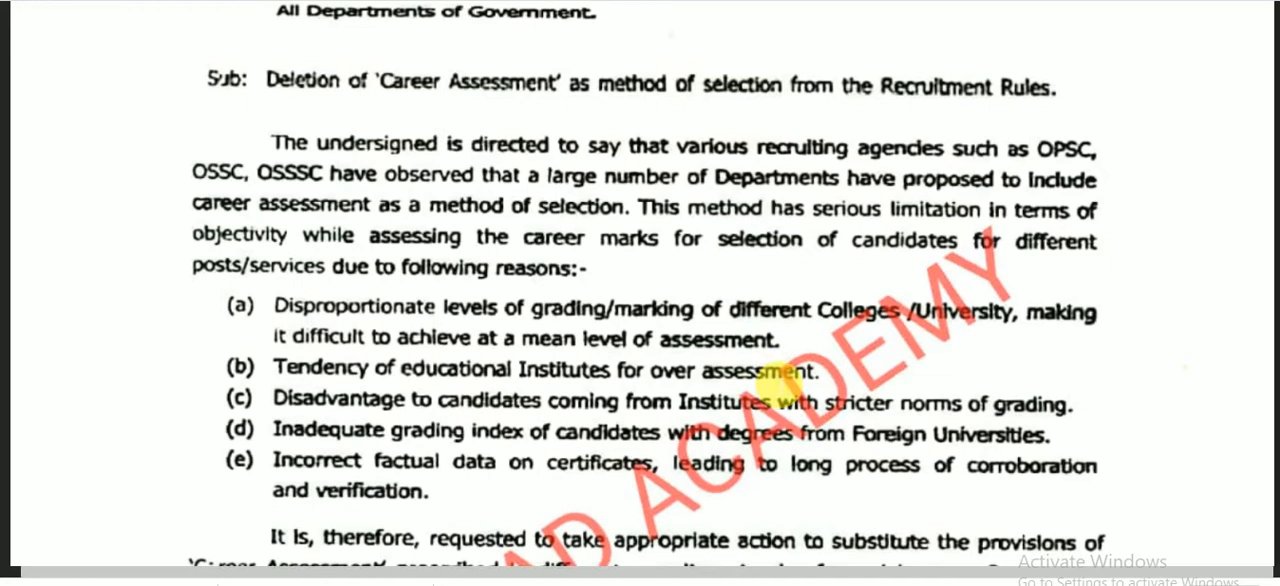 All Departments of Government.
Sub: Deletion of 'Career Assessment' as method of selection from the Recruitment Rules.
The undersigned is directed to say that various recruiting agencies such as OPSC,
OSSC, OSSSC have observed that a large number of Departments have proposed to include
career assessment as a method of selection. This method has serious limitation in terms of
objectivity while assessing the career marks for selection of candidates for different
posts/services due to following reasons:-
(a) Disproportionate levels of grading/marking of different Colleges /University, making
it difficult to achieve at a mean level of assessment.
(b) Tendency of educational Institutes for over assessment.
(c) Disadvantage to candidates coming from Institutes with stricter norms of grading.
(d) Inadequate grading index of candidates with degrees from Foreign Universities.
(e) Incorrect factual data on certificates, leading to long process of corroboration
and verification.
It is, therefore, requested to take appropriate action to substitute the provisions of
AD ACADEMY
Activate Windows
Go to Settings to activate Windows.